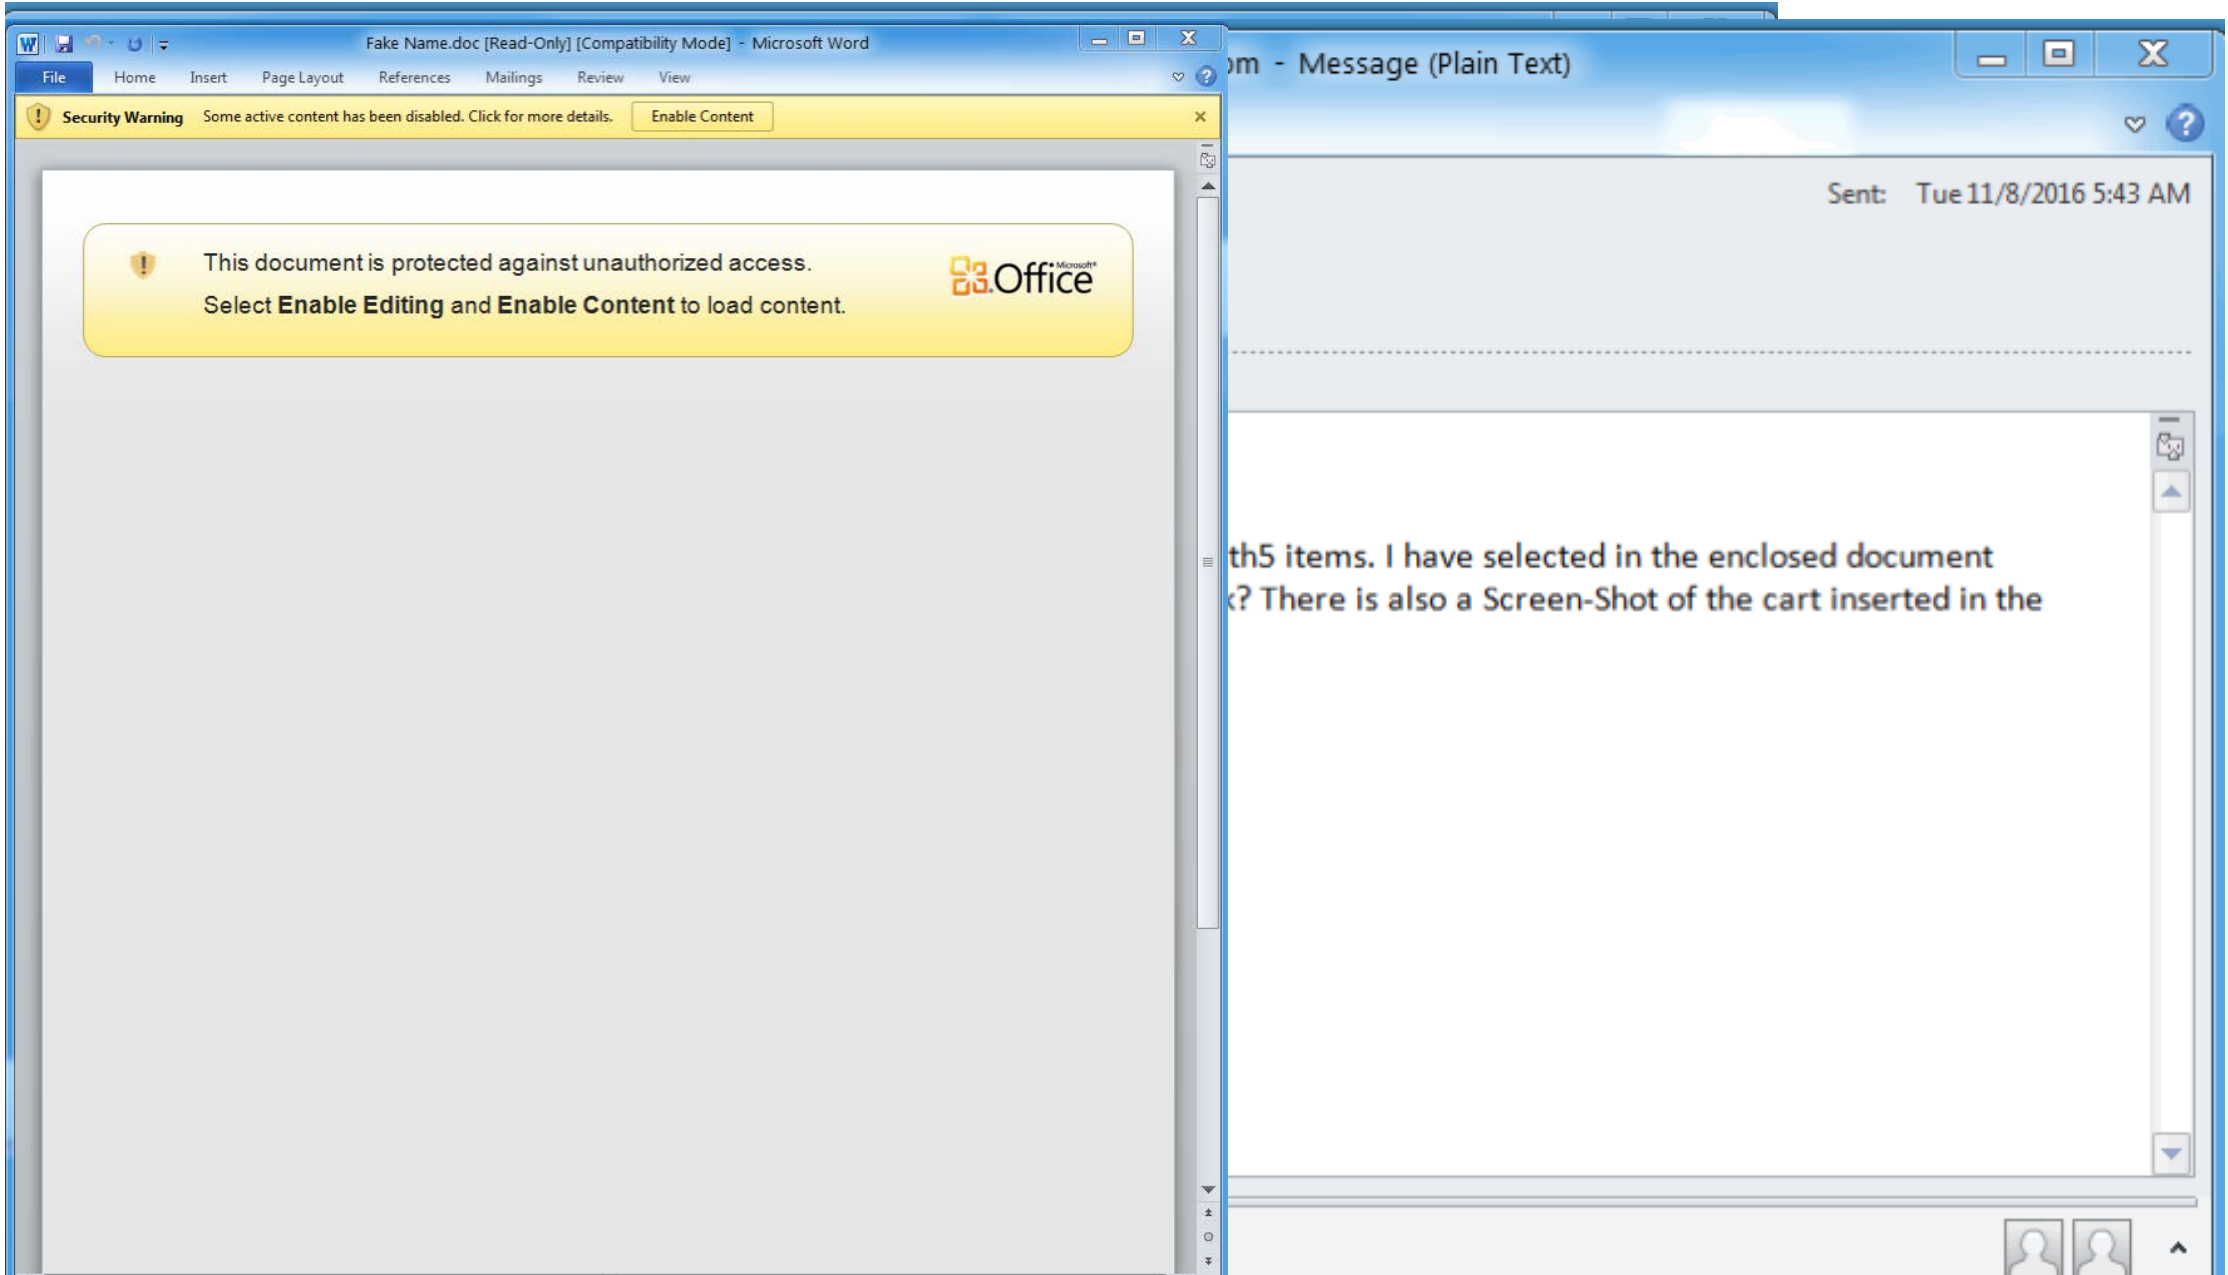 Fake Name.doc [Read-Only] [Compatibility Mode] - Microsoft Word
File Home Insert Page Layout References Mailings Review View
Security Warning Some active content has been disabled. Click for more details. Enable Content
This document is protected against unauthorized access.
Select Enable Editing and Enable Content to load content.
Microsoft® Office
om - Message (Plain Text)
Sent: Tue 11/8/2016 5:43 AM
th5 items. I have selected in the enclosed document
? There is also a Screen-Shot of the cart inserted in the